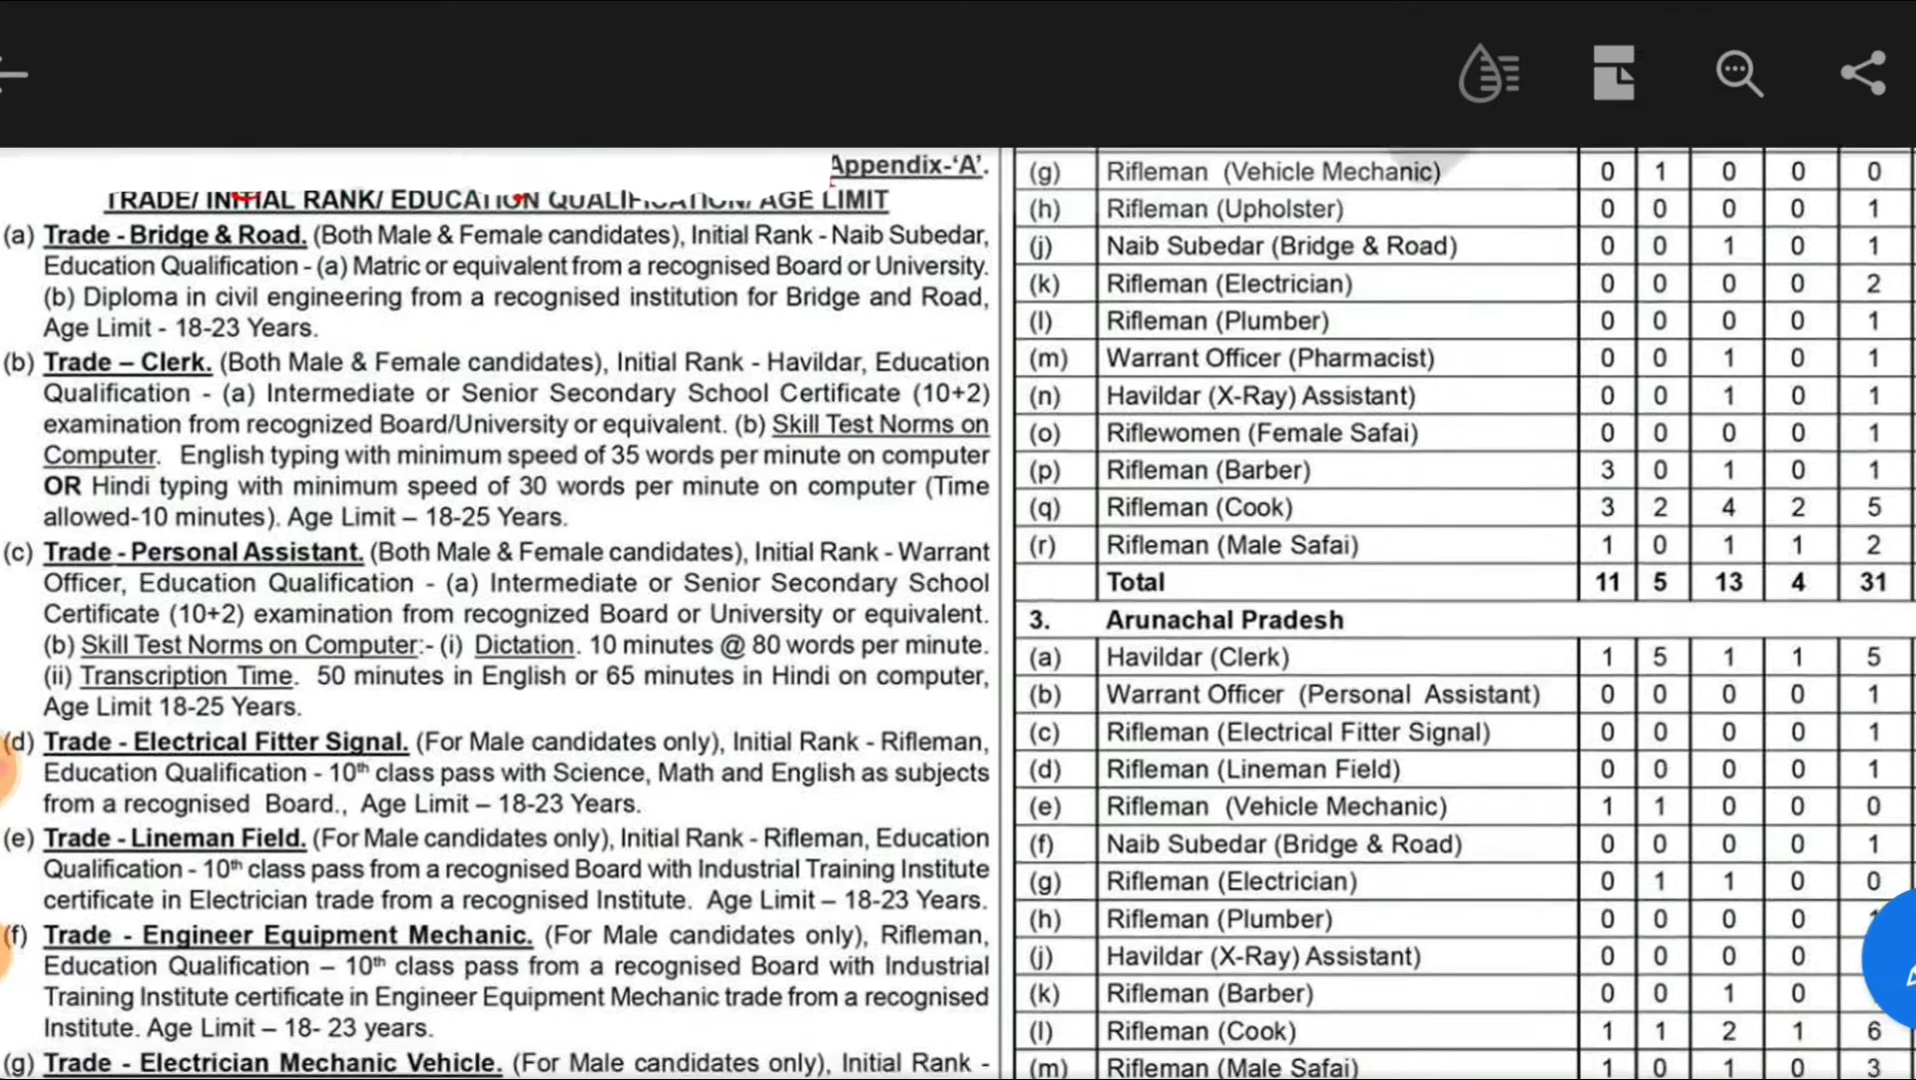 Appendix-‘A’.
TRADE/ INITIAL RANK/ EDUCATION QUALIFICATION/ AGE LIMIT
(a) Trade - Bridge & Road. (Both Male & Female candidates), Initial Rank - Naib Subedar,
Education Qualification - (a) Matric or equivalent from a recognised Board or University.
(b) Diploma in civil engineering from a recognised institution for Bridge and Road,
Age Limit - 18-23 Years.
(b) Trade – Clerk. (Both Male & Female candidates), Initial Rank - Havildar, Education
Qualification - (a) Intermediate or Senior Secondary School Certificate (10+2)
examination from recognized Board/University or equivalent. (b) Skill Test Norms on
Computer. English typing with minimum speed of 35 words per minute on computer
OR Hindi typing with minimum speed of 30 words per minute on computer (Time
allowed-10 minutes). Age Limit – 18-25 Years.
(c) Trade - Personal Assistant. (Both Male & Female candidates), Initial Rank - Warrant
Officer, Education Qualification - (a) Intermediate or Senior Secondary School
Certificate (10+2) examination from recognized Board or University or equivalent.
(b) Skill Test Norms on Computer:- (i) Dictation. 10 minutes @ 80 words per minute.
(ii) Transcription Time. 50 minutes in English or 65 minutes in Hindi on computer,
Age Limit 18-25 Years.
(d) Trade - Electrical Fitter Signal. (For Male candidates only), Initial Rank - Rifleman,
Education Qualification - 10th class pass with Science, Math and English as subjects
from a recognised Board., Age Limit – 18-23 Years.
(e) Trade - Lineman Field. (For Male candidates only), Initial Rank - Rifleman, Education
Qualification - 10th class pass from a recognised Board with Industrial Training Institute
certificate in Electrician trade from a recognised Institute. Age Limit – 18-23 Years.
(f) Trade - Engineer Equipment Mechanic. (For Male candidates only), Rifleman,
Education Qualification – 10th class pass from a recognised Board with Industrial
Training Institute certificate in Engineer Equipment Mechanic trade from a recognised
Institute. Age Limit – 18- 23 years.
(g) Trade - Electrician Mechanic Vehicle. (For Male candidates only), Initial Rank -
(g) Rifleman (Vehicle Mechanic) 0 1 0 0 0
(h) Rifleman (Upholster) 0 0 0 0 1
(j) Naib Subedar (Bridge & Road) 0 0 1 0 1
(k) Rifleman (Electrician) 0 0 0 0 2
(l) Rifleman (Plumber) 0 0 0 0 1
(m) Warrant Officer (Pharmacist) 0 0 1 0 1
(n) Havildar (X-Ray) Assistant) 0 0 1 0 1
(o) Riflewomen (Female Safai) 0 0 0 0 1
(p) Rifleman (Barber) 3 0 1 0 1
(q) Rifleman (Cook) 3 2 4 2 5
(r) Rifleman (Male Safai) 1 0 1 1 2
Total 11 5 13 4 31
3. Arunachal Pradesh
(a) Havildar (Clerk) 1 5 1 1 5
(b) Warrant Officer (Personal Assistant) 0 0 0 0 1
(c) Rifleman (Electrical Fitter Signal) 0 0 0 0 1
(d) Rifleman (Lineman Field) 0 0 0 0 1
(e) Rifleman (Vehicle Mechanic) 1 1 0 0 0
(f) Naib Subedar (Bridge & Road) 0 0 0 0 1
(g) Rifleman (Electrician) 0 1 1 0 0
(h) Rifleman (Plumber) 0 0 0 0
(j) Havildar (X-Ray) Assistant) 0 0 0 0
(k) Rifleman (Barber) 0 0 1 0
(l) Rifleman (Cook) 1 1 2 1 6
(m) Rifleman (Male Safai) 1 0 1 0 3